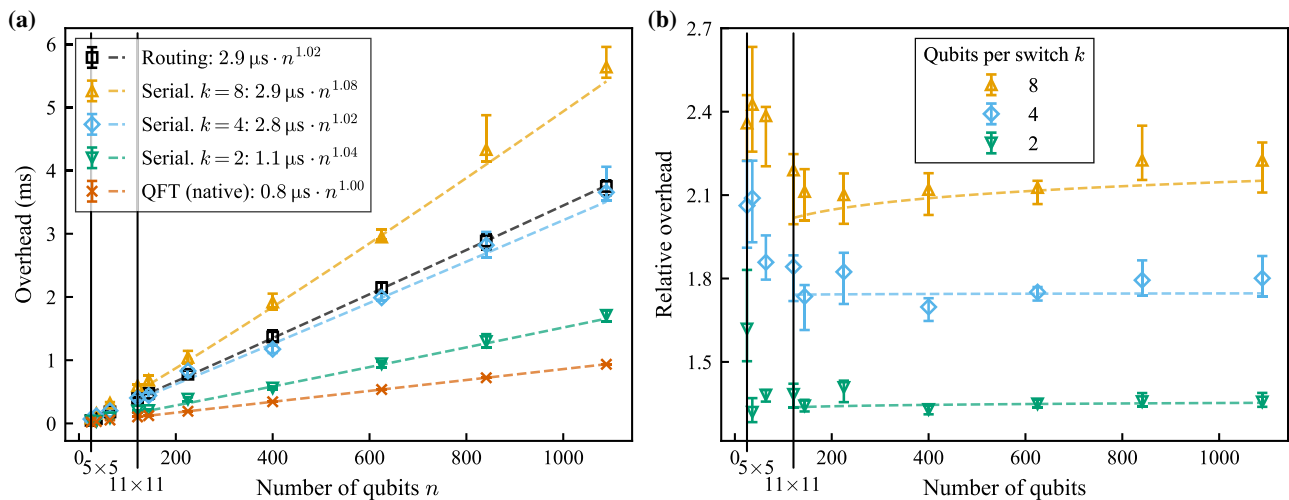 (a)
6
5
4
3
2
1
0
Overhead (ms)
Routing: 2.9 μs · n^1.02
Serial. k = 8: 2.9 μs · n^1.08
Serial. k = 4: 2.8 μs · n^1.02
Serial. k = 2: 1.1 μs · n^1.04
QFT (native): 0.8 μs · n^1.00
0 200 400 600 800 1000
5×5
11×11
Number of qubits n
(b)
2.7
2.4
2.1
1.8
1.5
Relative overhead
Qubits per switch k
8
4
2
0 200 400 600 800 1000
5×5
11×11
Number of qubits